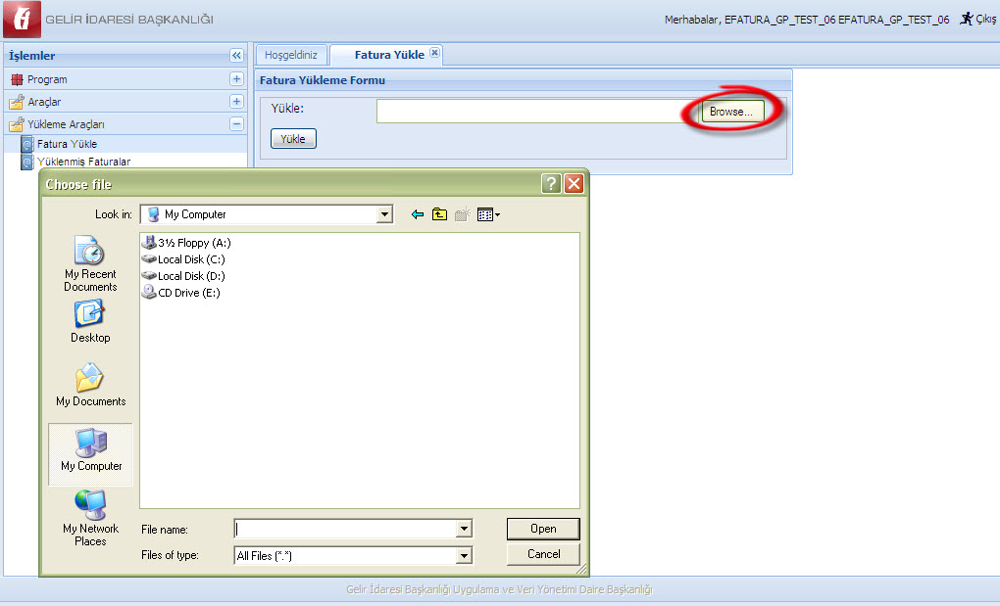 GELİR İDARESİ BAŞKANLIĞI
Merhabalar, EFATURA_GP_TEST_06 EFATURA_GP_TEST_06 Çıkış
İşlemler
Program
Araçlar
Yükleme Araçları
Fatura Yükle
Yüklenmiş Faturalar
Hoşgeldiniz Fatura Yükle
Fatura Yükleme Formu
Yükle: Browse...
Yükle
Choose file
Look in: My Computer
My Recent
Documents
Desktop
My Documents
My Computer
My Network
Places
3½ Floppy (A:)
Local Disk (C:)
Local Disk (D:)
CD Drive (E:)
File name: Open
Files of type: All Files (*.*) Cancel
Gelir İdaresi Başkanlığı Uygulama ve Veri Yönetimi Daire Başkanlığı